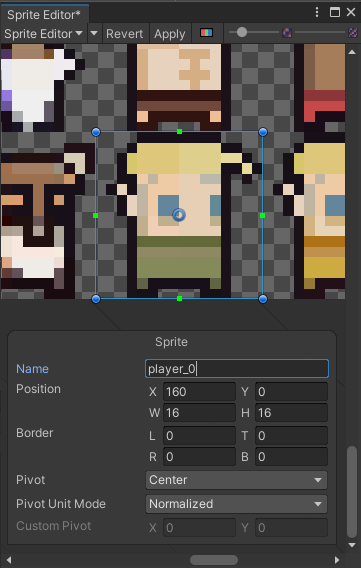 Sprite Editor*
Sprite Editor Revert Apply
Sprite
Name player_0
Position X 160 Y 0
W 16 H 16
Border L 0 T 0
R 0 B 0
Pivot Center
Pivot Unit Mode Normalized
Custom Pivot X 0 Y 0